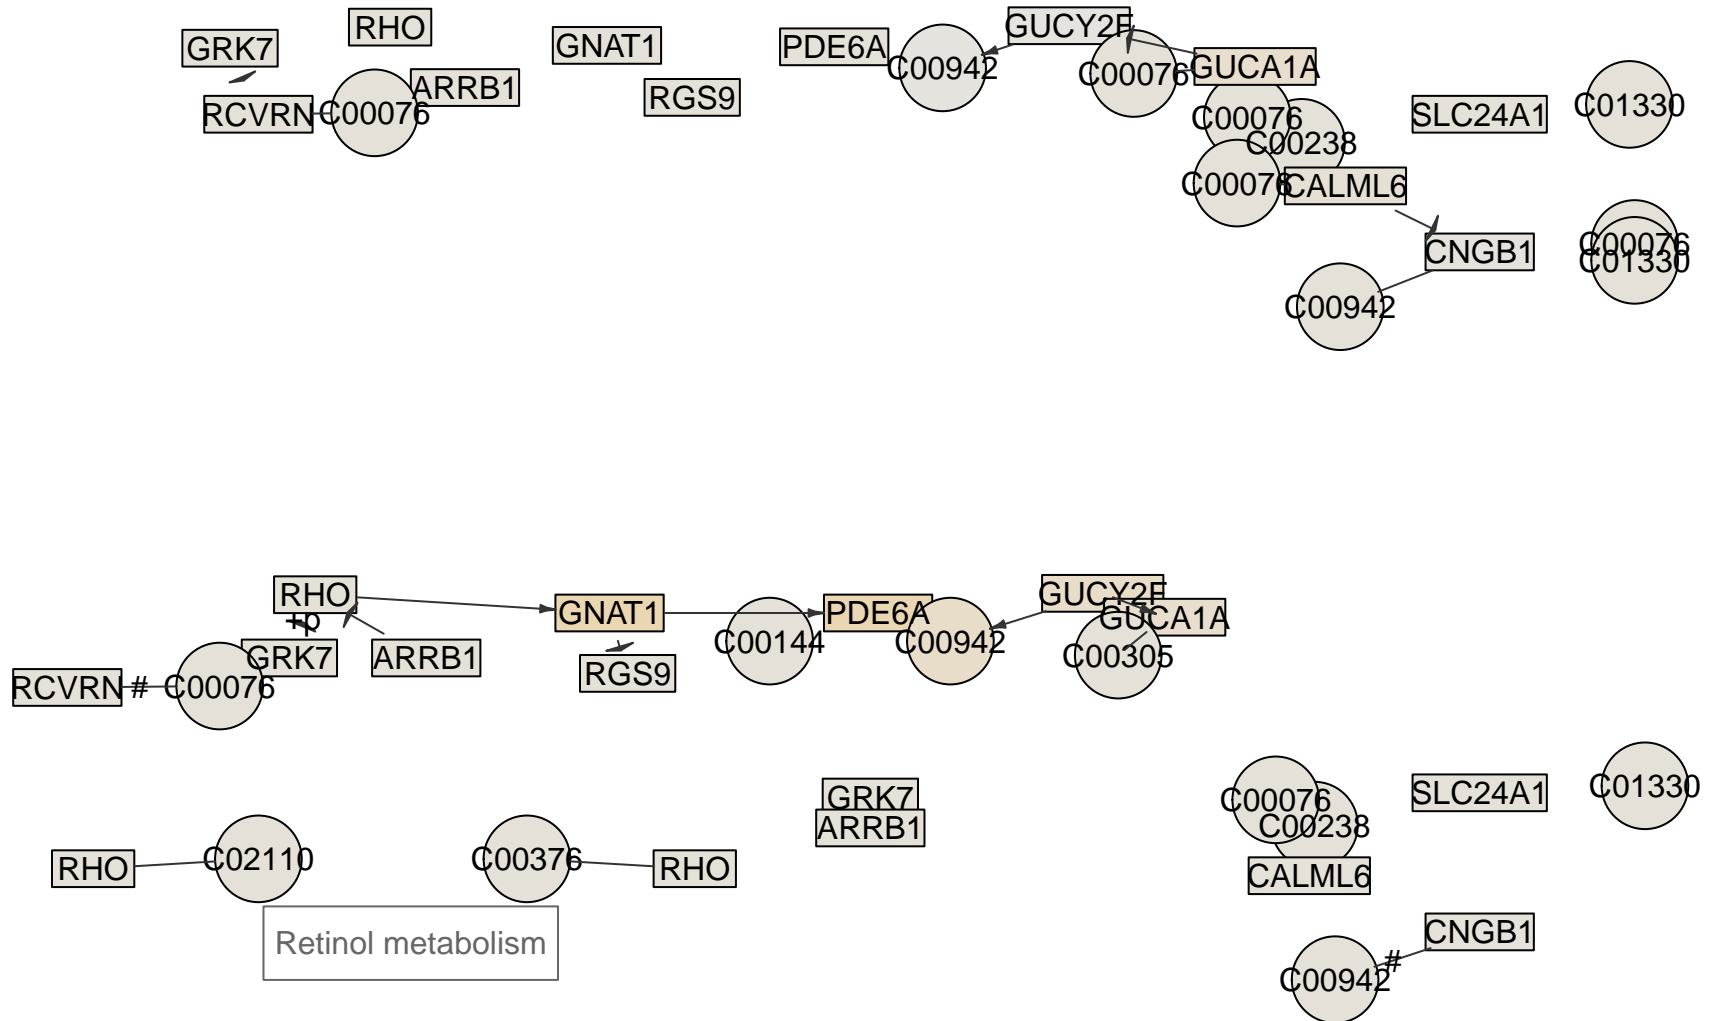 RHO
GRK7
GNAT1
PDE6A
GUCY2F
C00942
C00076
GUCA1A
ARRB1
RGS9
RCVRN
C00076
C00076
C00238
SLC24A1
C01330
C00076
CALML6
CNGB1
C00076
C01330
C00942
RHO
+p
GNAT1
PDE6A
GUCY2F
GUCA1A
GRK7
ARRB1
RGS9
C00144
C00942
C00305
RCVRN
#
C00076
GRK7
ARRB1
C00076
C00238
SLC24A1
C01330
RHO
C02110
C00376
RHO
CALML6
Retinol metabolism
CNGB1
#
C00942